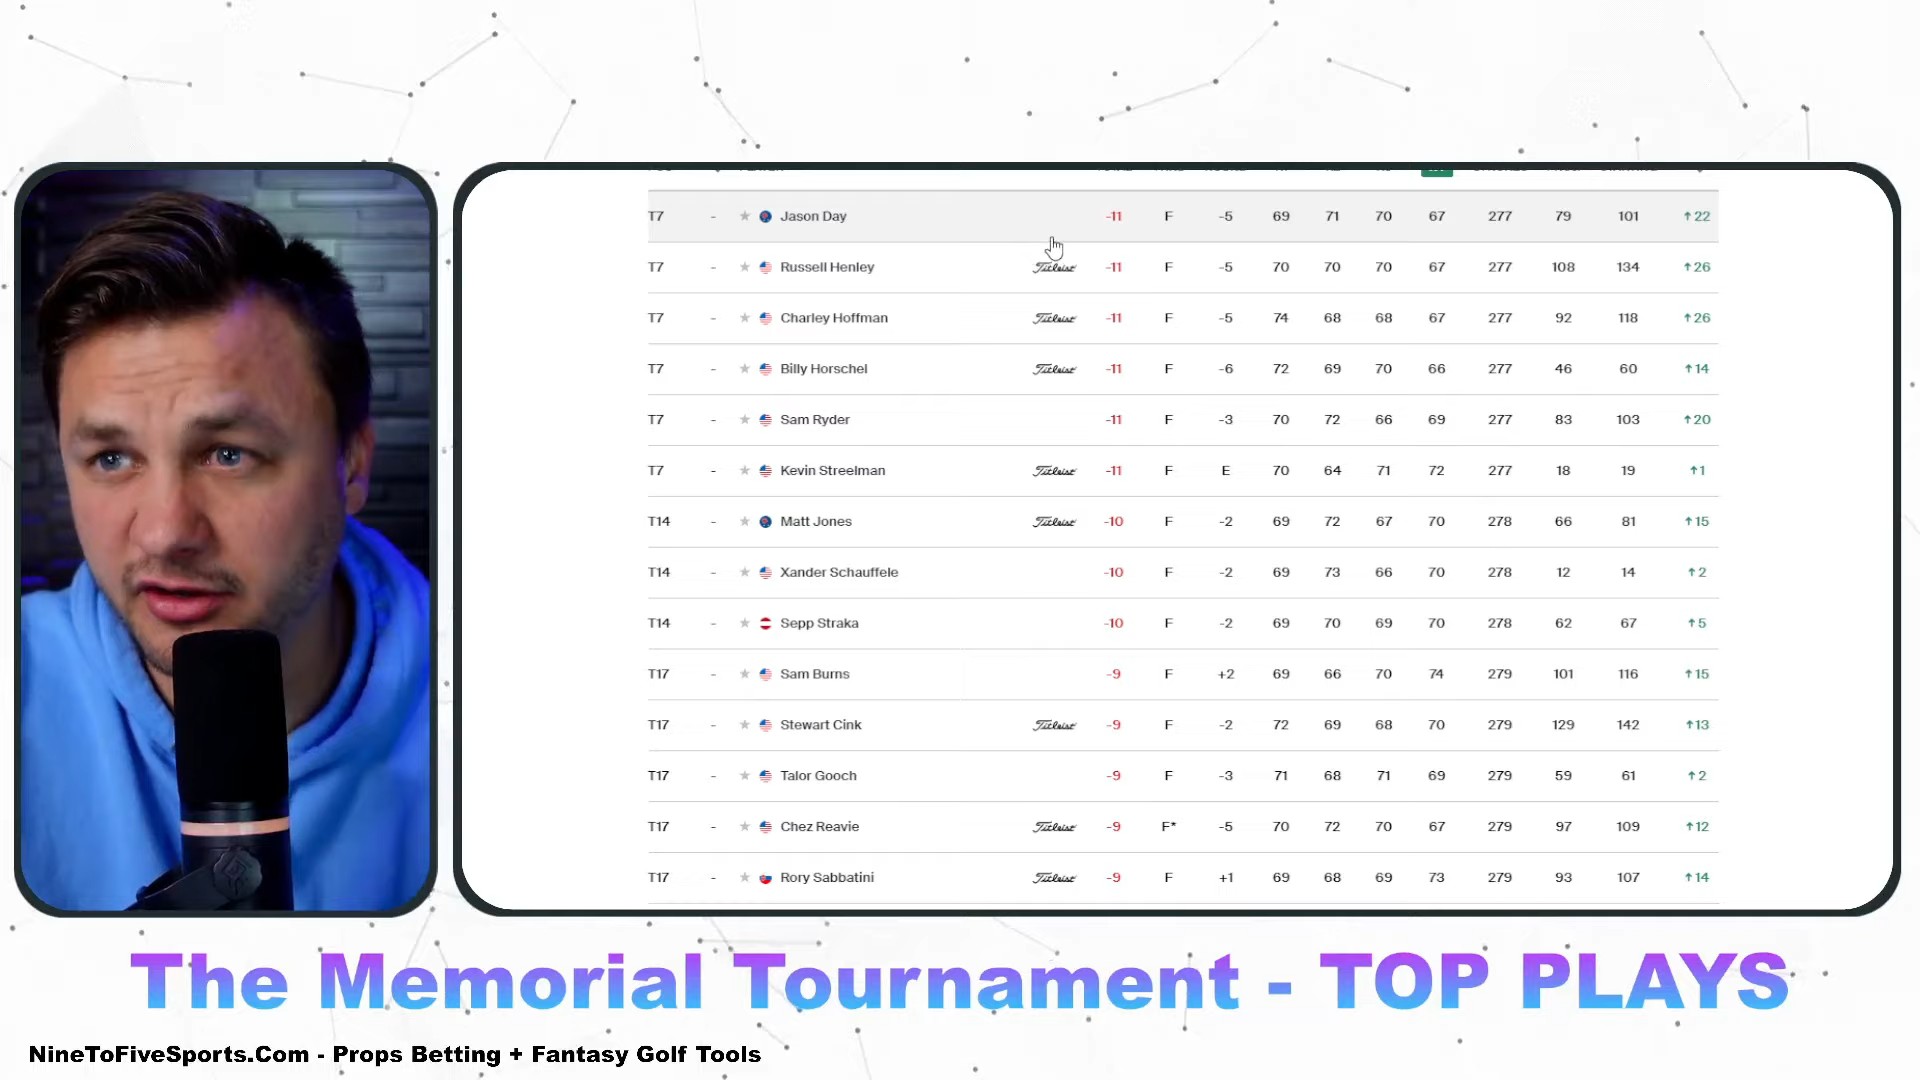 T7 - Jason Day -11 F -5 69 71 70 67 277 79 101 ↑22
T7 - Russell Henley Titleist -11 F -5 70 70 70 67 277 108 134 ↑26
T7 - Charley Hoffman Titleist -11 F -5 74 68 68 67 277 92 118 ↑26
T7 - Billy Horschel Titleist -11 F -6 72 69 70 66 277 46 60 ↑14
T7 - Sam Ryder -11 F -3 70 72 66 69 277 83 103 ↑20
T7 - Kevin Streelman Titleist -11 F E 70 64 71 72 277 18 19 ↑1
T14 - Matt Jones Titleist -10 F -2 69 72 67 70 278 66 81 ↑15
T14 - Xander Schauffele -10 F -2 69 73 66 70 278 12 14 ↑2
T14 - Sepp Straka -10 F -2 69 70 69 70 278 62 67 ↑5
T17 - Sam Burns -9 F +2 69 66 70 74 279 101 116 ↑15
T17 - Stewart Cink Titleist -9 F -2 72 69 68 70 279 129 142 ↑13
T17 - Talor Gooch -9 F -3 71 68 71 69 279 59 61 ↑2
T17 - Chez Reavie Titleist -9 F* -5 70 72 70 67 279 97 109 ↑12
T17 - Rory Sabbatini Titleist -9 F +1 69 68 69 73 279 93 107 ↑14
The Memorial Tournament - TOP PLAYS
NineToFiveSports.Com - Props Betting + Fantasy Golf Tools